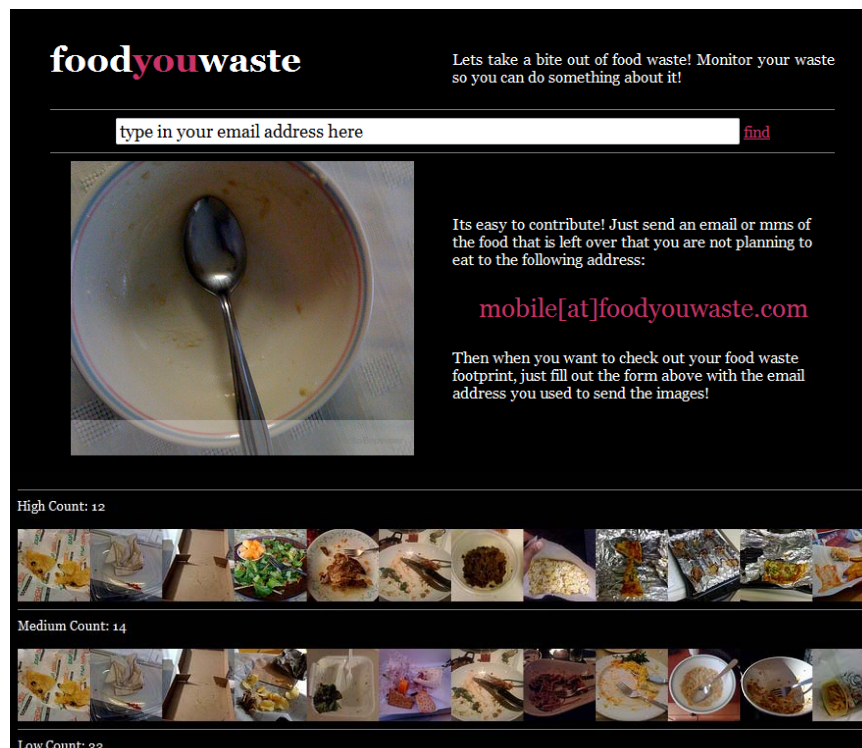 foodyouwaste
Lets take a bite out of food waste! Monitor your waste
so you can do something about it!
type in your email address here find
Its easy to contribute! Just send an email or mms of
the food that is left over that you are not planning to
eat to the following address:
mobile[at]foodyouwaste.com
Then when you want to check out your food waste
footprint, just fill out the form above with the email
address you used to send the images!
High Count: 12
Medium Count: 14
Low Count: 22